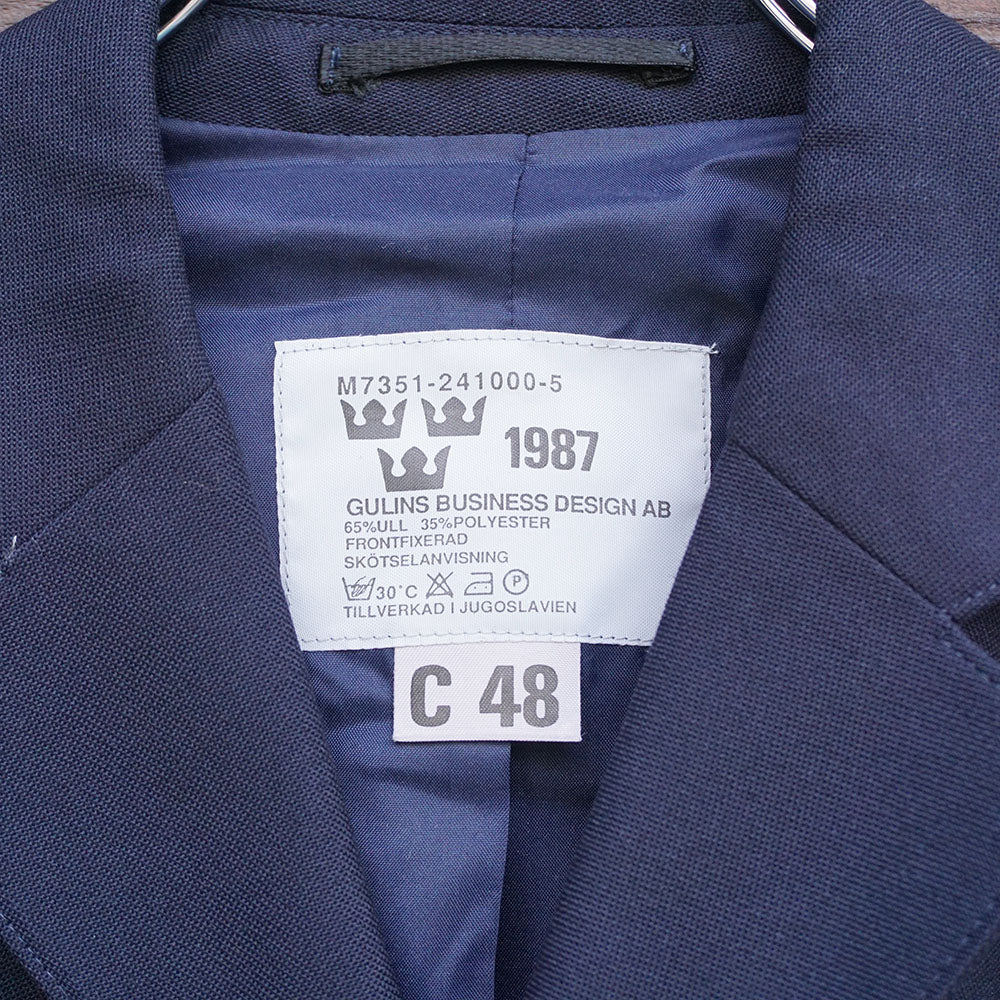 M7351-241000-5
1987
GULINS BUSINESS DESIGN AB
65%ULL 35%POLYESTER
FRONTFIXERAD
SKÖTSELANVISNING
30°C P
TILLVERKAD I JUGOSLAVIEN
C 48